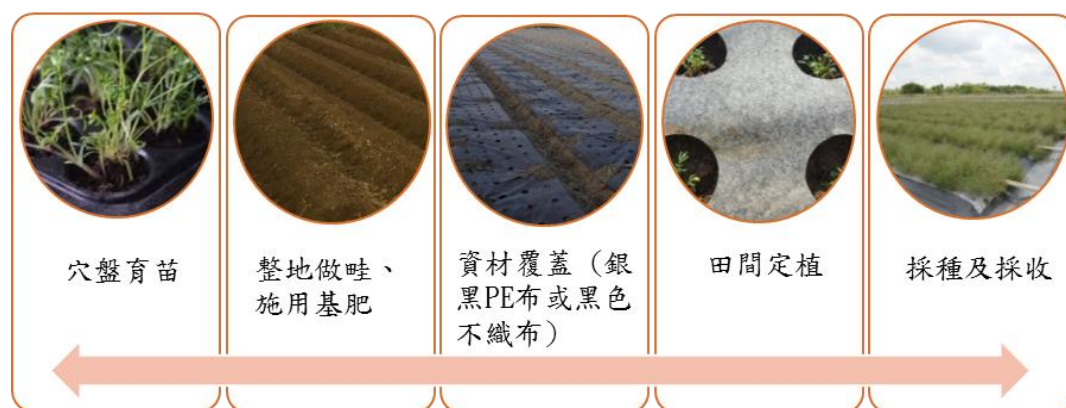 穴盤育苗
整地做畦、
施用基肥
資材覆蓋（銀
黑PE布或黑色
不織布）
田間定植
採種及採收